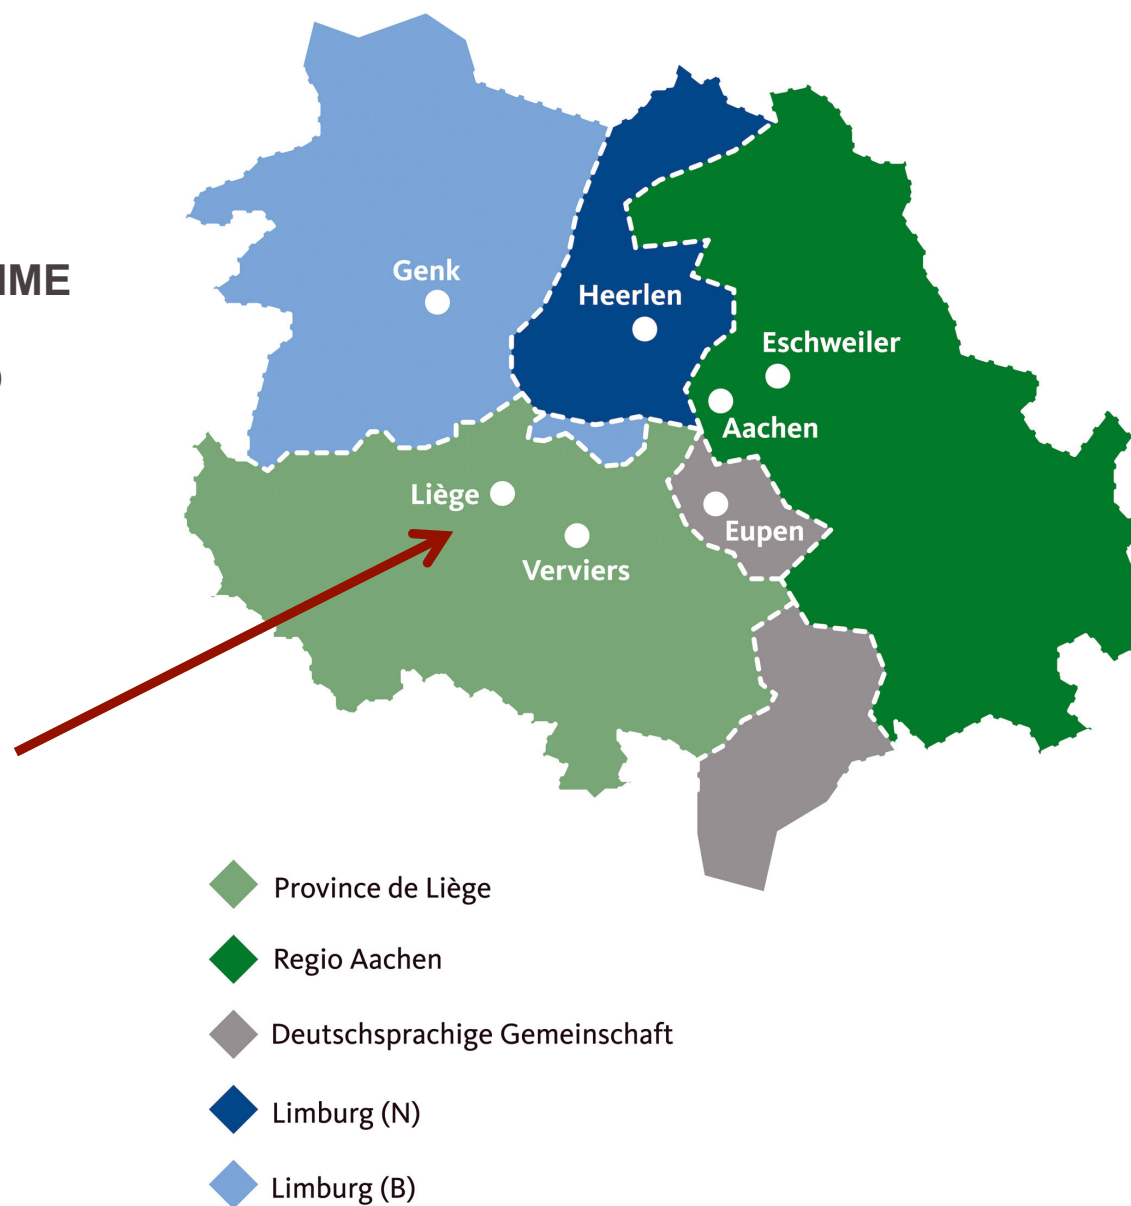 Genk
IME
Heerlen
)
Eschweiler
Aachen
Liège
Eupen
Verviers
Province de Liège
Regio Aachen
Deutschsprachige Gemeinschaft
Limburg (N)
Limburg (B)